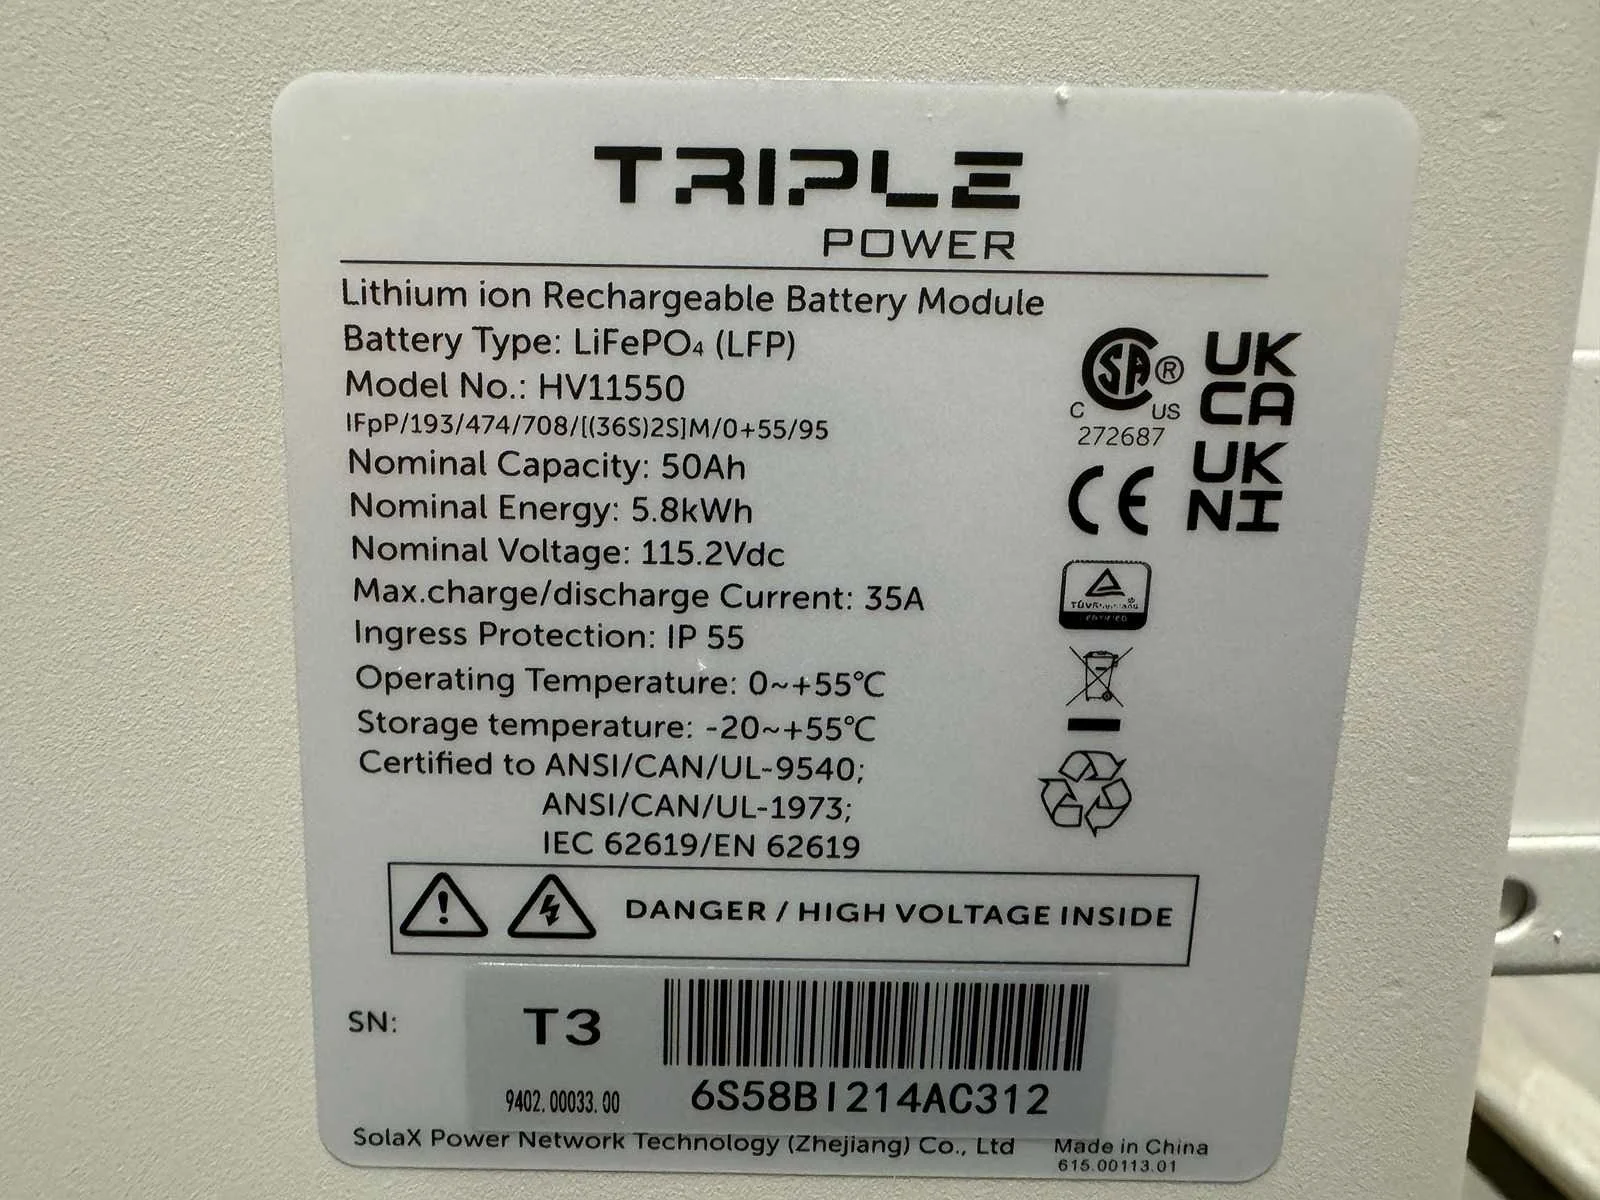 TRIPLE
POWER
Lithium ion Rechargeable Battery Module
Battery Type: LiFePO₄ (LFP)
Model No.: HV11550
IFpP/193/474/708/[(36S)2S]M/0+55/95
Nominal Capacity: 50Ah
Nominal Energy: 5.8kWh
Nominal Voltage: 115.2Vdc
Max.charge/discharge Current: 35A
Ingress Protection: IP 55
Operating Temperature: 0~+55℃
Storage temperature: -20~+55℃
Certified to ANSI/CAN/UL-9540;
ANSI/CAN/UL-1973;
IEC 62619/EN 62619
SA®
C US
272687
UK
CA
CE
UK
NI
TÜVRheinland®
CERTIFIED
DANGER / HIGH VOLTAGE INSIDE
SN:
T3
9402.00033.00
6S58BI214AC312
SolaX Power Network Technology (Zhejiang) Co., Ltd
Made in China
615.00113.01